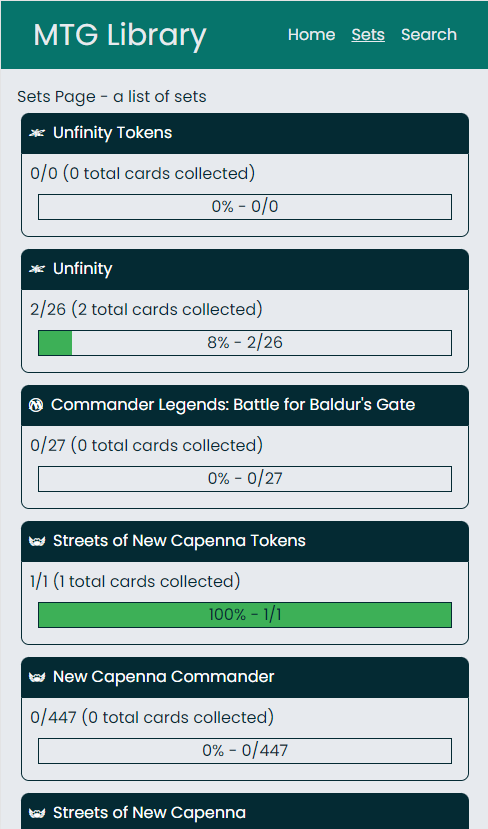 MTG Library
Home Sets Search
Sets Page - a list of sets
Unfinity Tokens
0/0 (0 total cards collected)
0% - 0/0
Unfinity
2/26 (2 total cards collected)
8% - 2/26
Commander Legends: Battle for Baldur's Gate
0/27 (0 total cards collected)
0% - 0/27
Streets of New Capenna Tokens
1/1 (1 total cards collected)
100% - 1/1
New Capenna Commander
0/447 (0 total cards collected)
0% - 0/447
Streets of New Capenna